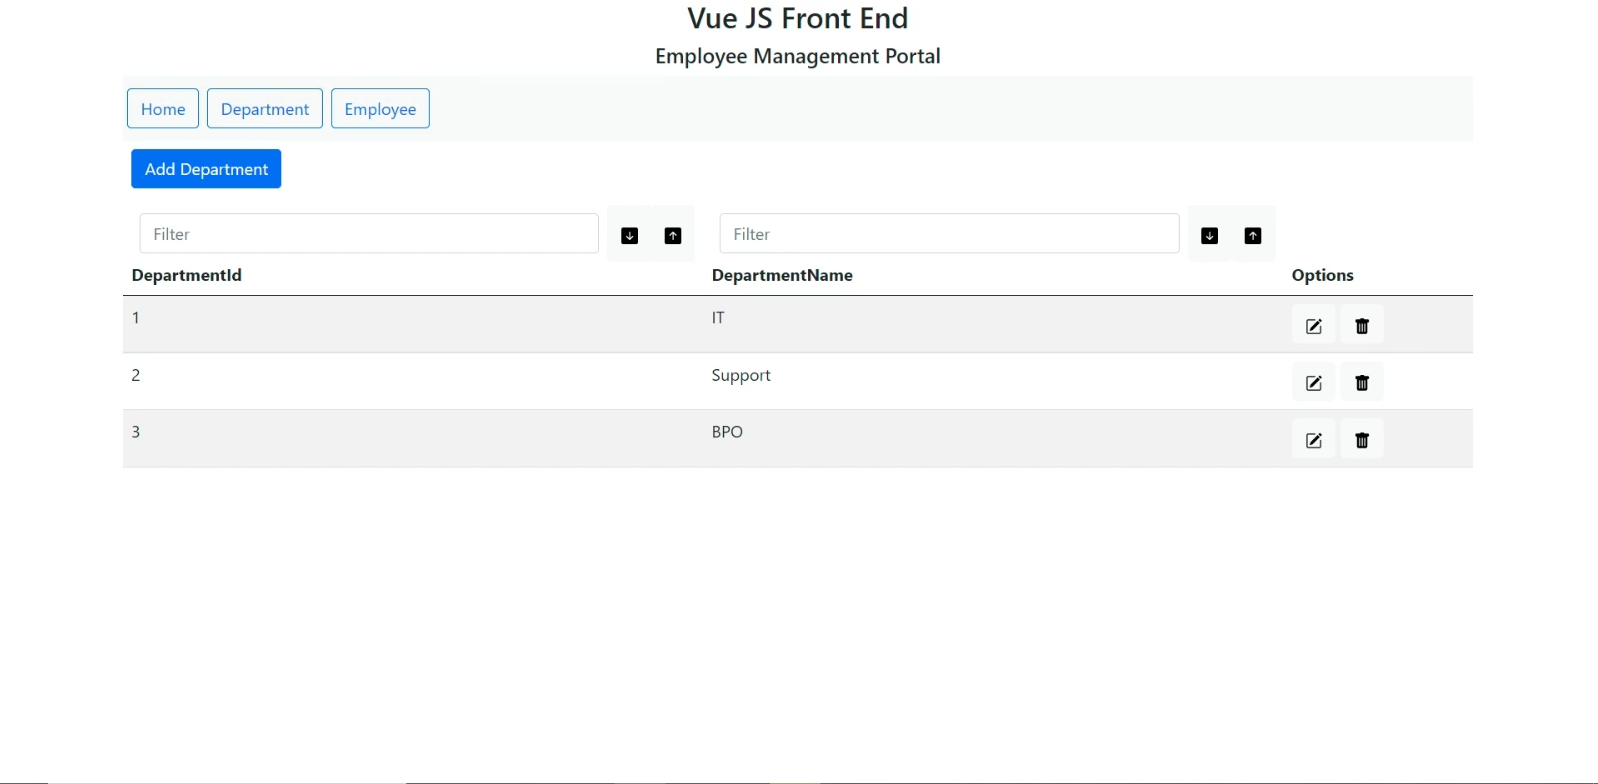 Vue JS Front End
Employee Management Portal
Home Department Employee
Add Department
Filter Filter
DepartmentId DepartmentName Options
1 IT
2 Support
3 BPO